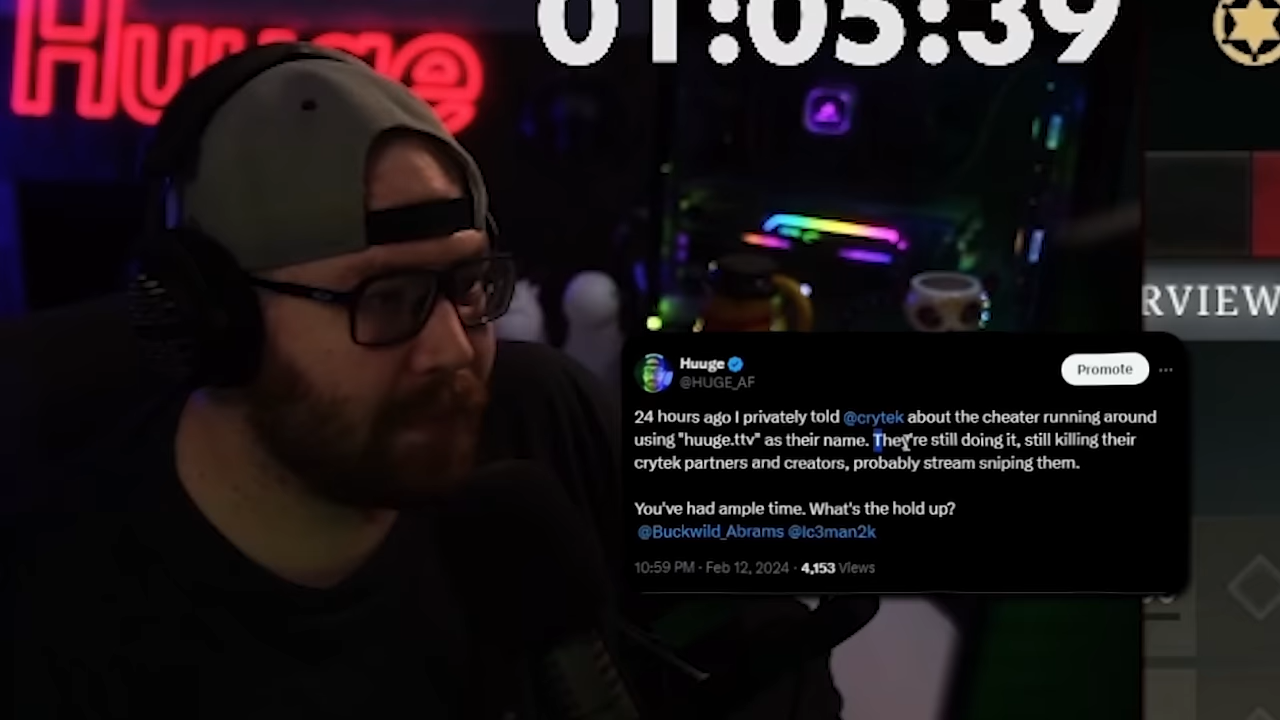 Huuge
01:05:39
RVIEW
Huuge
@HUGE_AF
Promote
24 hours ago I privately told @crytek about the cheater running around
using "huuge.ttv" as their name. They're still doing it, still killing their
crytek partners and creators, probably stream sniping them.
You've had ample time. What's the hold up?
@Buckwild_Abrams @Ic3man2k
10:59 PM · Feb 12, 2024 · 4,153 Views